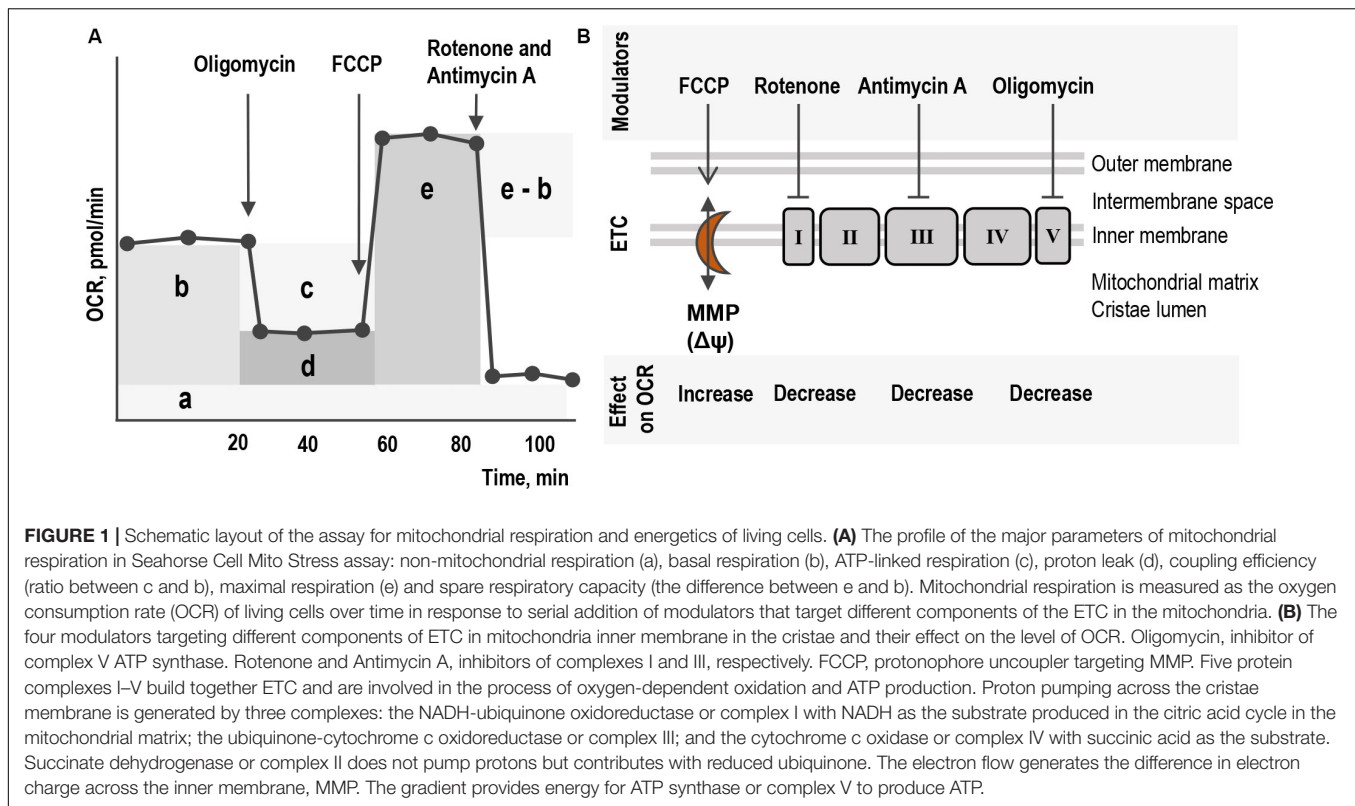 A
Oligomycin
FCCP
Rotenone and
Antimycin A
OCR, pmol/min
b
c
d
e
e - b
a
20 40 60 80 100
Time, min
B
Modulators
FCCP Rotenone Antimycin A Oligomycin
Outer membrane
Intermembrane space
Inner membrane
Mitochondrial matrix
Cristae lumen
ETC
I II III IV V
MMP
(Δψ)
Effect
on OCR
Increase Decrease Decrease Decrease
FIGURE 1 | Schematic layout of the assay for mitochondrial respiration and energetics of living cells. (A) The profile of the major parameters of mitochondrial
respiration in Seahorse Cell Mito Stress assay: non-mitochondrial respiration (a), basal respiration (b), ATP-linked respiration (c), proton leak (d), coupling efficiency
(ratio between c and b), maximal respiration (e) and spare respiratory capacity (the difference between e and b). Mitochondrial respiration is measured as the oxygen
consumption rate (OCR) of living cells over time in response to serial addition of modulators that target different components of the ETC in the mitochondria. (B) The
four modulators targeting different components of ETC in mitochondria inner membrane in the cristae and their effect on the level of OCR. Oligomycin, inhibitor of
complex V ATP synthase. Rotenone and Antimycin A, inhibitors of complexes I and III, respectively. FCCP, protonophore uncoupler targeting MMP. Five protein
complexes I–V build together ETC and are involved in the process of oxygen-dependent oxidation and ATP production. Proton pumping across the cristae
membrane is generated by three complexes: the NADH-ubiquinone oxidoreductase or complex I with NADH as the substrate produced in the citric acid cycle in the
mitochondrial matrix; the ubiquinone-cytochrome c oxidoreductase or complex III; and the cytochrome c oxidase or complex IV with succinic acid as the substrate.
Succinate dehydrogenase or complex II does not pump protons but contributes with reduced ubiquinone. The electron flow generates the difference in electron
charge across the inner membrane, MMP. The gradient provides energy for ATP synthase or complex V to produce ATP.